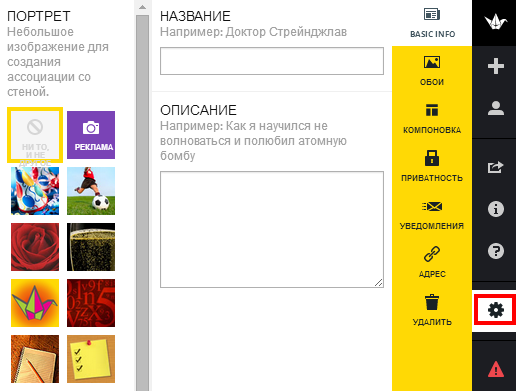 ПОРТРЕТ
Небольшое
изображение для
создания
ассоциации со
стеной.
НИ ТО,
И НЕ
РЕКЛАМА
НАЗВАНИЕ
Например: Доктор Стрейнджлав
ОПИСАНИЕ
Например: Как я научился не
волноваться и полюбил атомную
бомбу
BASIC INFO
ОБОИ
КОМПОНОВКА
ПРИВАТНОСТЬ
УВЕДОМЛЕНИЯ
АДРЕС
УДАЛИТЬ